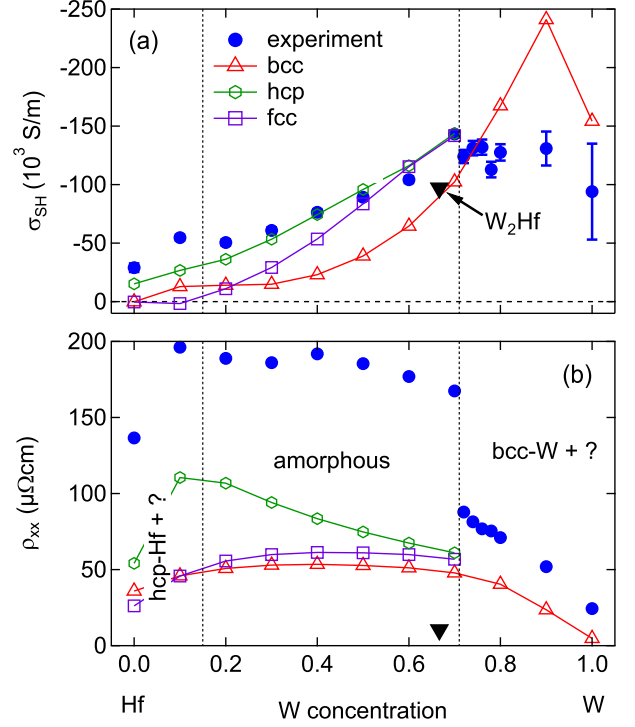 -250
-200
-150
-100
-50
0
σSH (10³ S/m)
(a)
experiment
bcc
hcp
fcc
W₂Hf
200
150
100
50
0
ρxx (μΩcm)
(b)
hcp-Hf + ?
amorphous
bcc-W + ?
0.0 0.2 0.4 0.6 0.8 1.0
Hf W concentration W